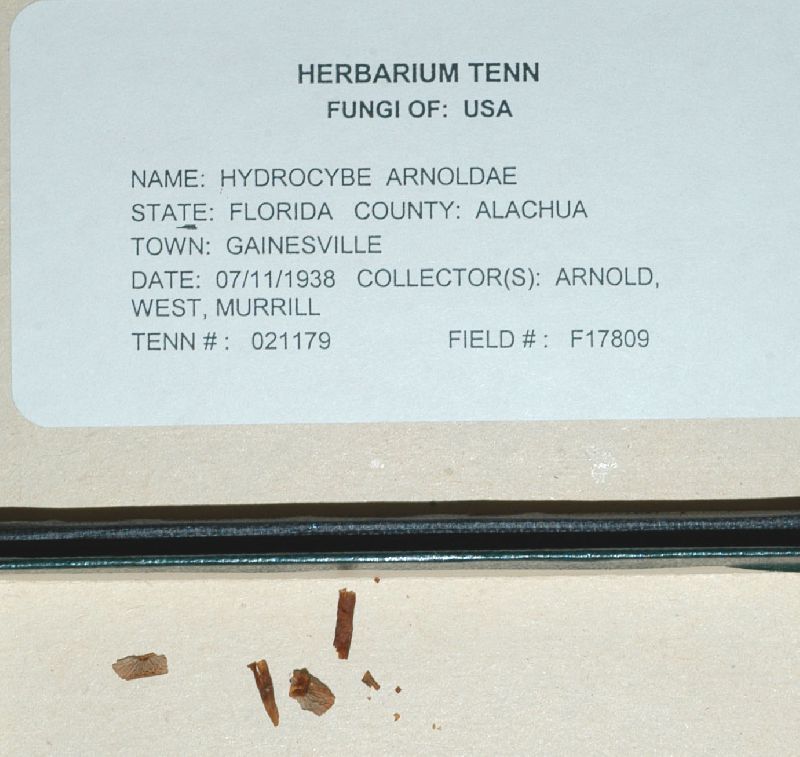 HERBARIUM TENN
FUNGI OF: USA
NAME: HYDROCYBE ARNOLDAE
STATE: FLORIDA COUNTY: ALACHUA
TOWN: GAINESVILLE
DATE: 07/11/1938 COLLECTOR(S): ARNOLD,
WEST, MURRILL
TENN # : 021179 FIELD # : F17809